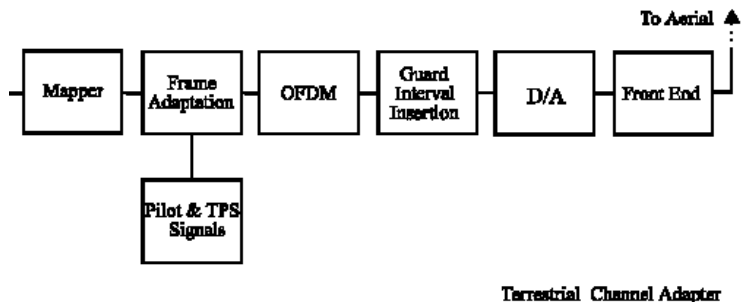 To Aerial
Mapper
Frame
Adaptation
OFDM
Guard
Interval
Insertion
D/A
Front End
Pilot & TPS
Signals
Terrestrial Channel Adapter